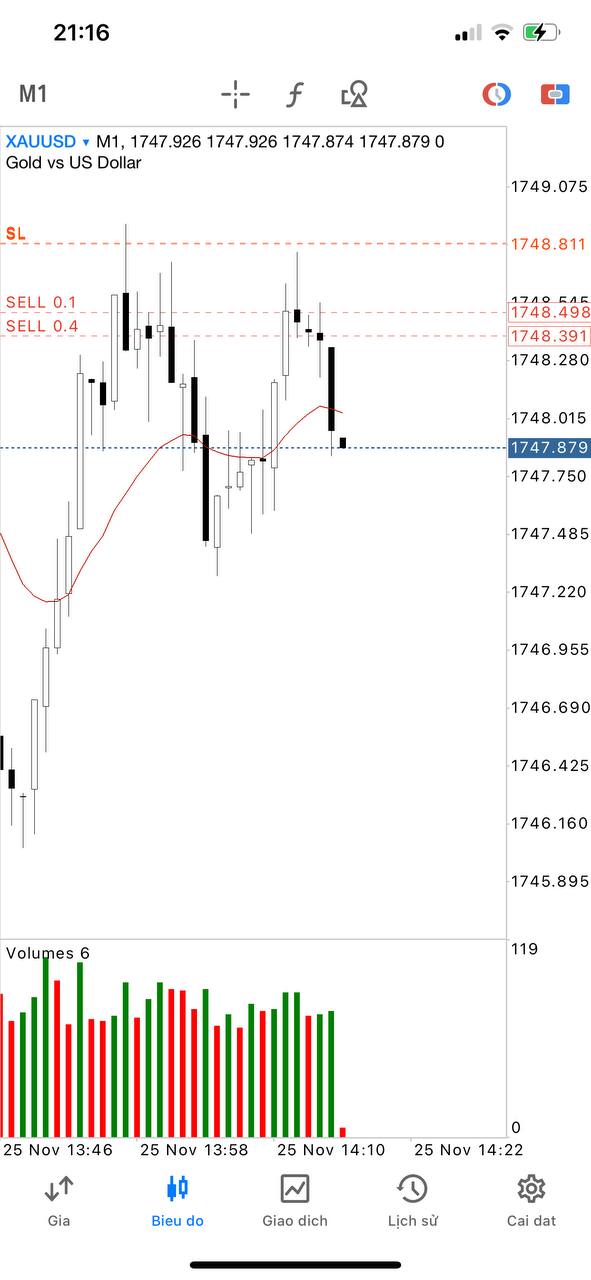 21:16
M1
XAUUSD ▾ M1, 1747.926 1747.926 1747.874 1747.879 0
Gold vs US Dollar
1749.075
SL
1748.811
SELL 0.1
1748.545
1748.498
SELL 0.4
1748.391
1748.280
1748.015
1747.879
1747.750
1747.485
1747.220
1746.955
1746.690
1746.425
1746.160
1745.895
Volumes 6
119
0
25 Nov 13:46
25 Nov 13:58
25 Nov 14:10
25 Nov 14:22
Gia
Bieu do
Giao dich
Lịch sử
Cai dat